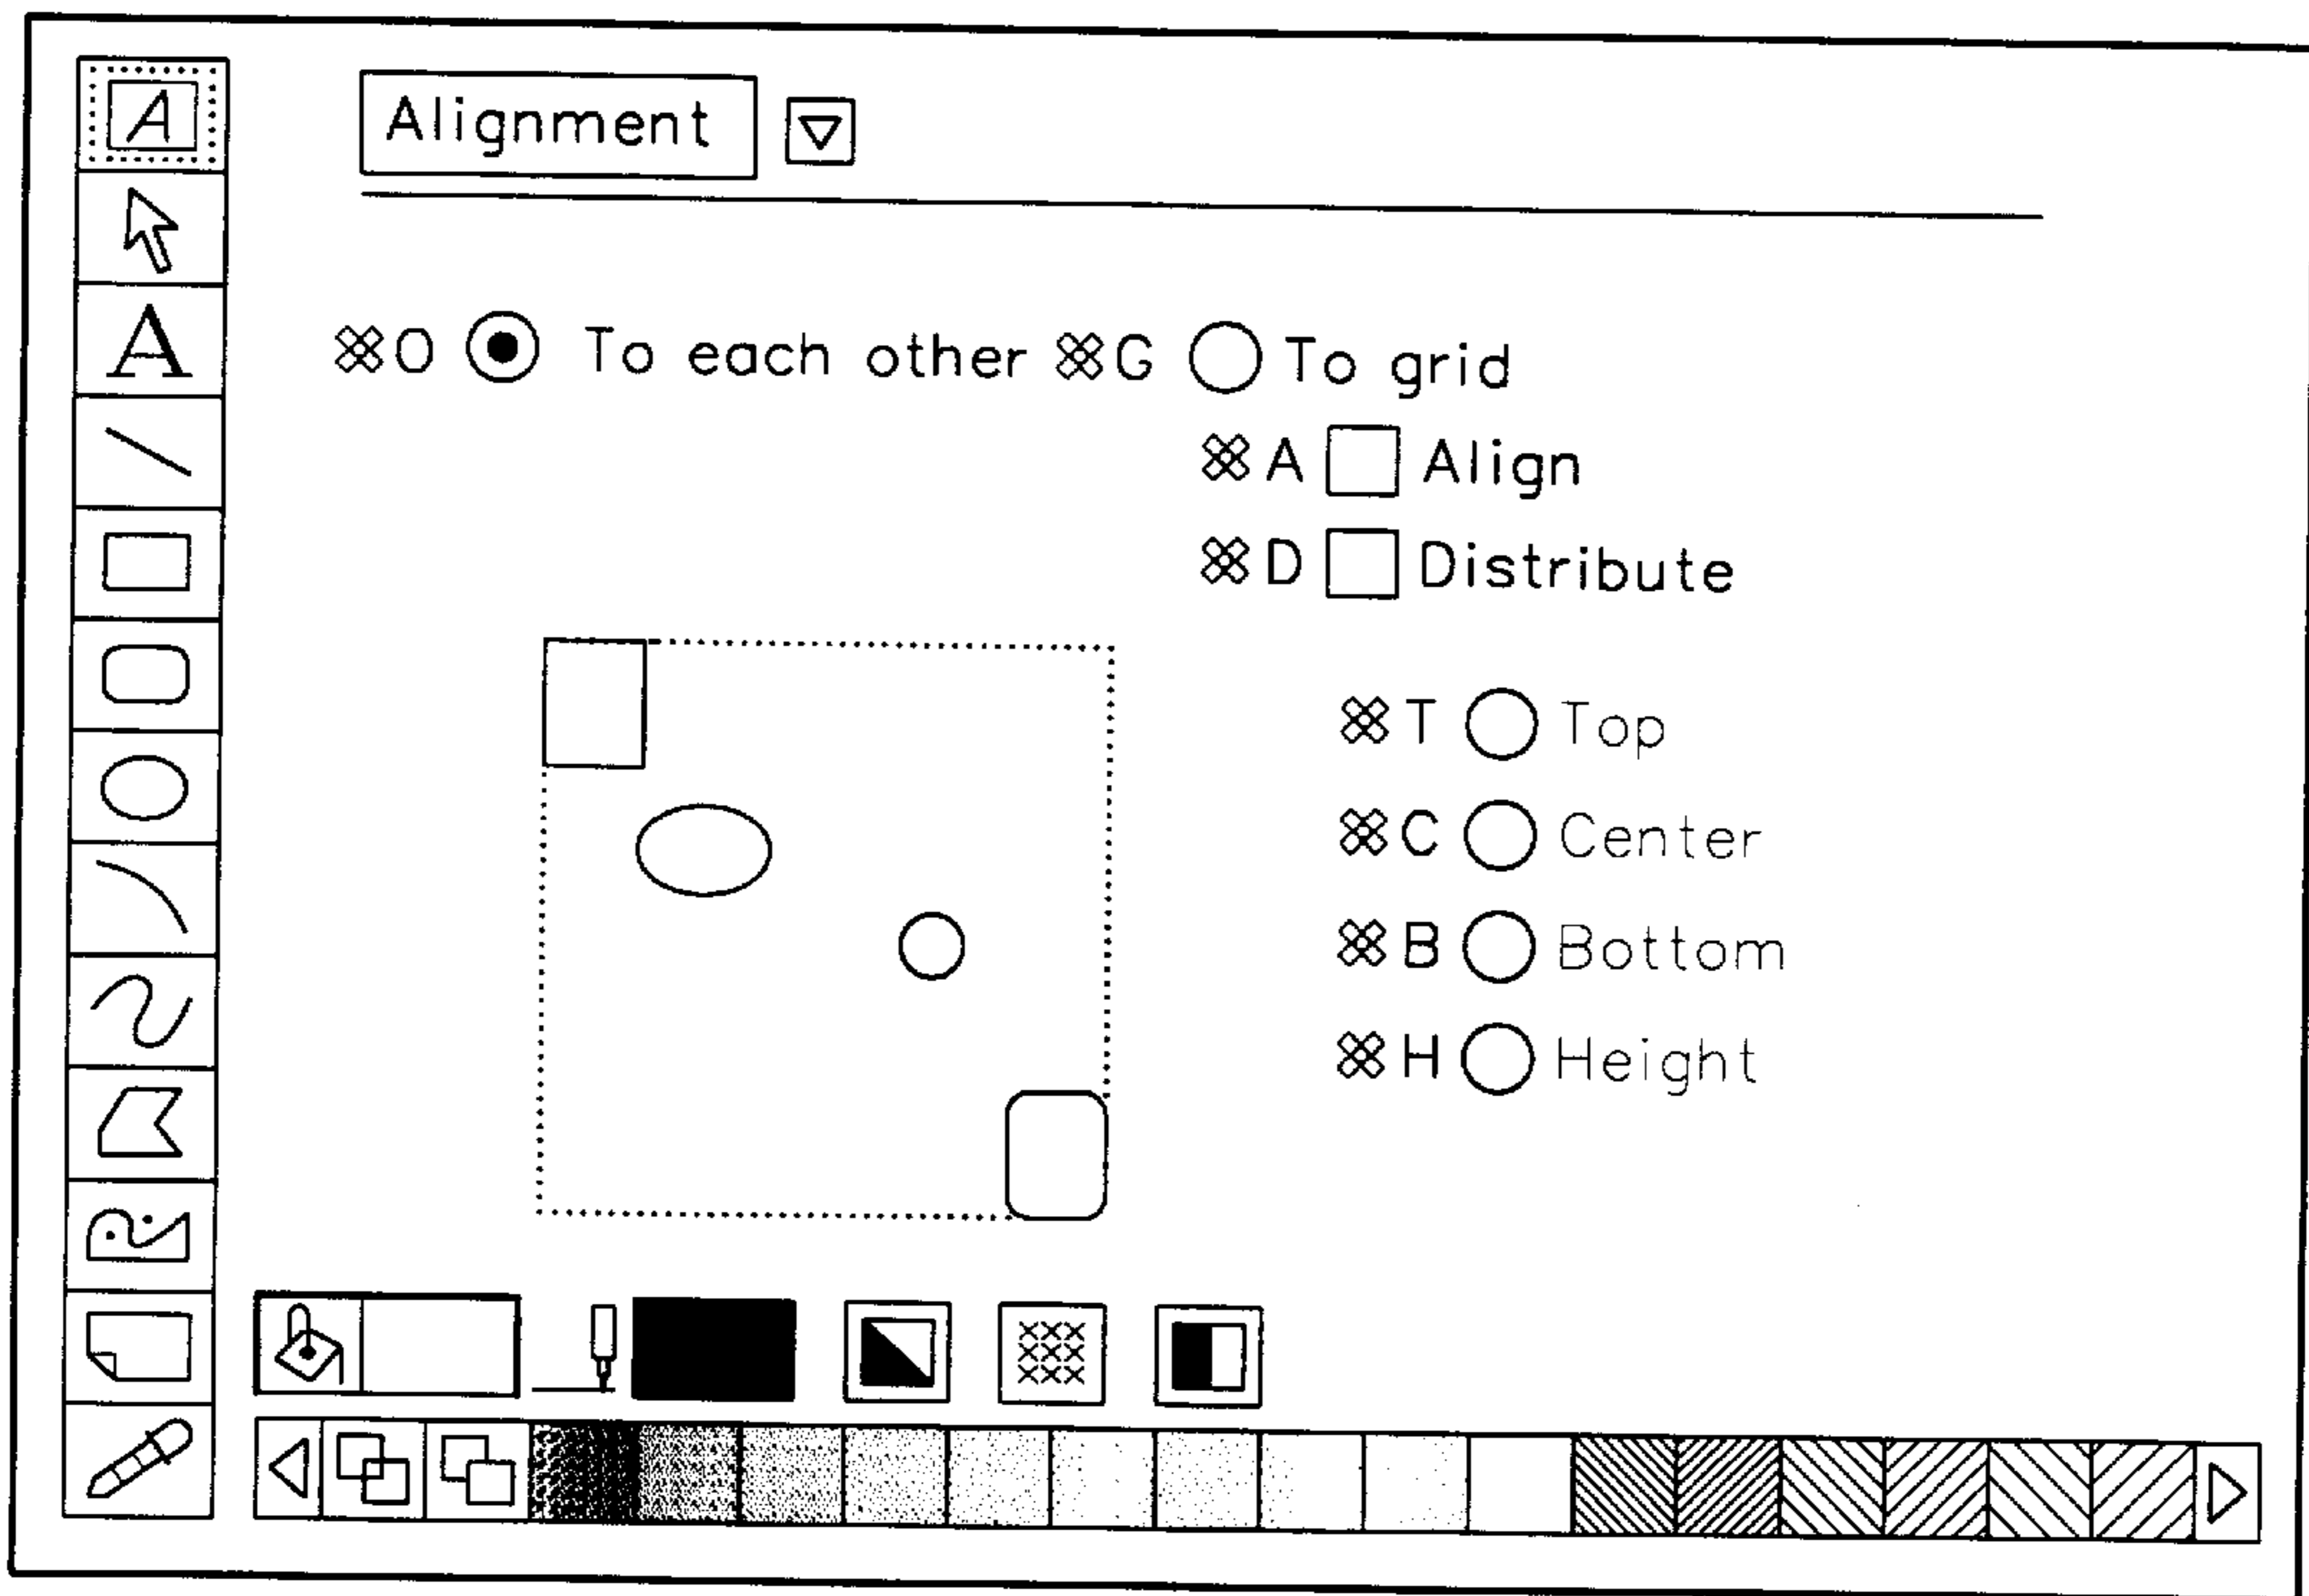 A
Alignment
A
⌘O To each other ⌘G To grid
⌘A Align
⌘D Distribute
⌘T Top
⌘C Center
⌘B Bottom
⌘H Height